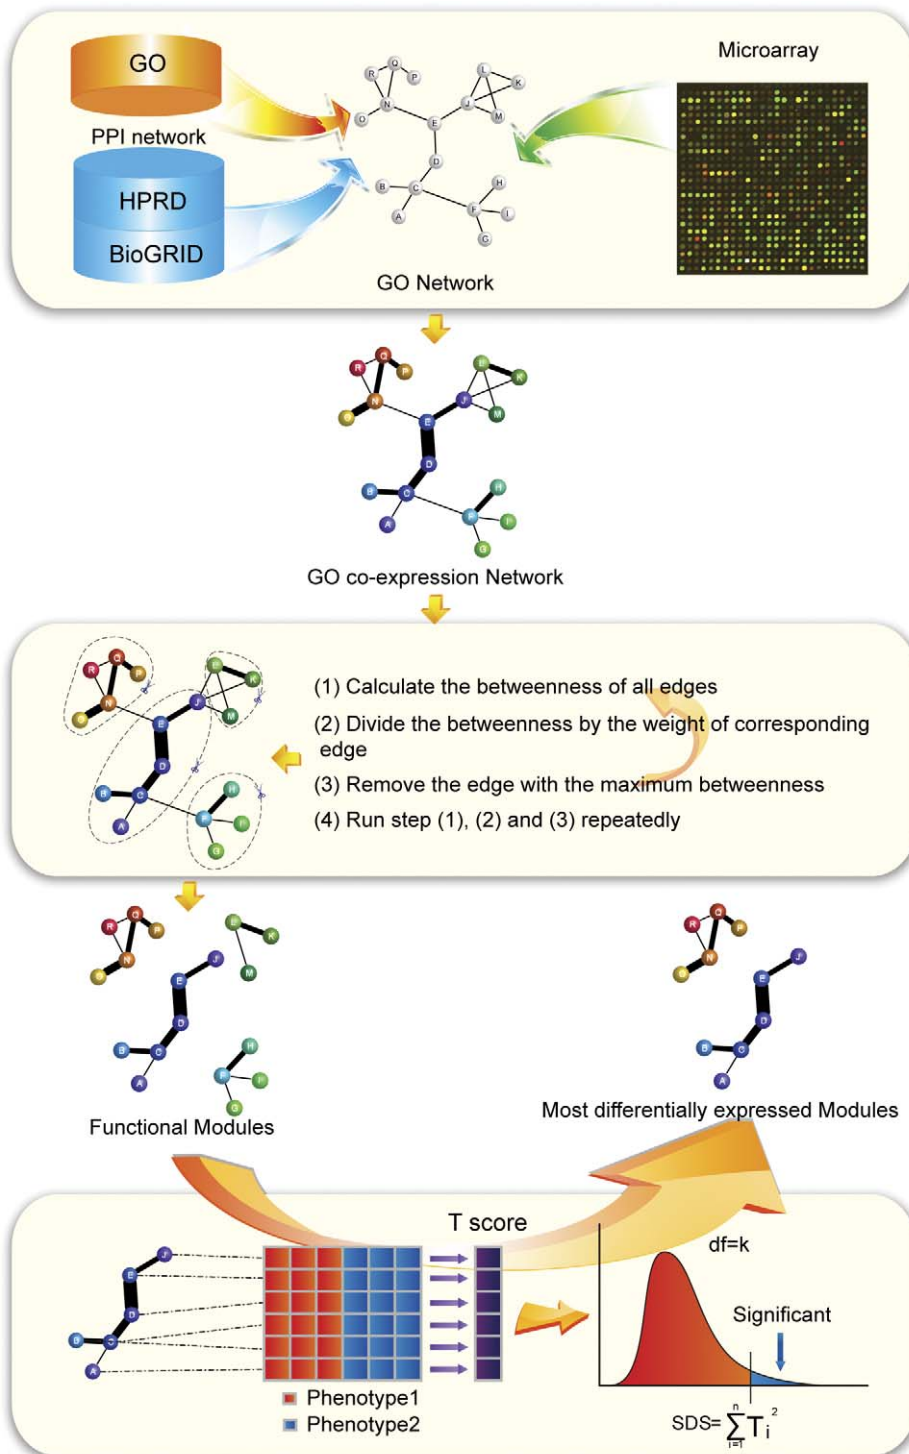 GO
PPI network
HPRD
BioGRID
Microarray
R
Q
P
O
N
L
K
J
M
E
D
B
C
A
H
F
I
G
GO Network
R
Q
P
N
K
J
M
E
D
B
C
A
H
F
G
GO co-expression Network
R
P
N
K
J
M
E
D
B
C
A
H
F
G
(1) Calculate the betweenness of all edges
(2) Divide the betweenness by the weight of corresponding
edge
(3) Remove the edge with the maximum betweenness
(4) Run step (1), (2) and (3) repeatedly
R
P
N
K
M
J
E
D
B
C
A
H
F
G
Functional Modules
R
P
N
J
E
D
B
C
A
Most differentially expressed Modules
T score
J
E
D
B
C
A
Phenotype1
Phenotype2
df=k
Significant
SDS= n ∑ i=1 Ti 2